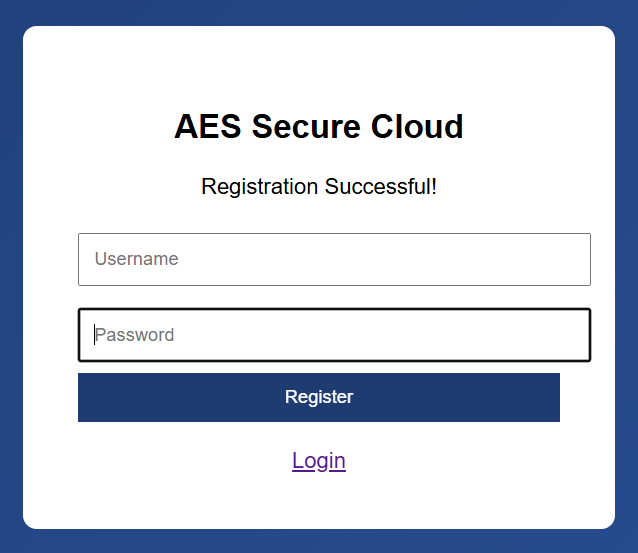 AES Secure Cloud
Registration Successful!
Username
Password
Register
Login